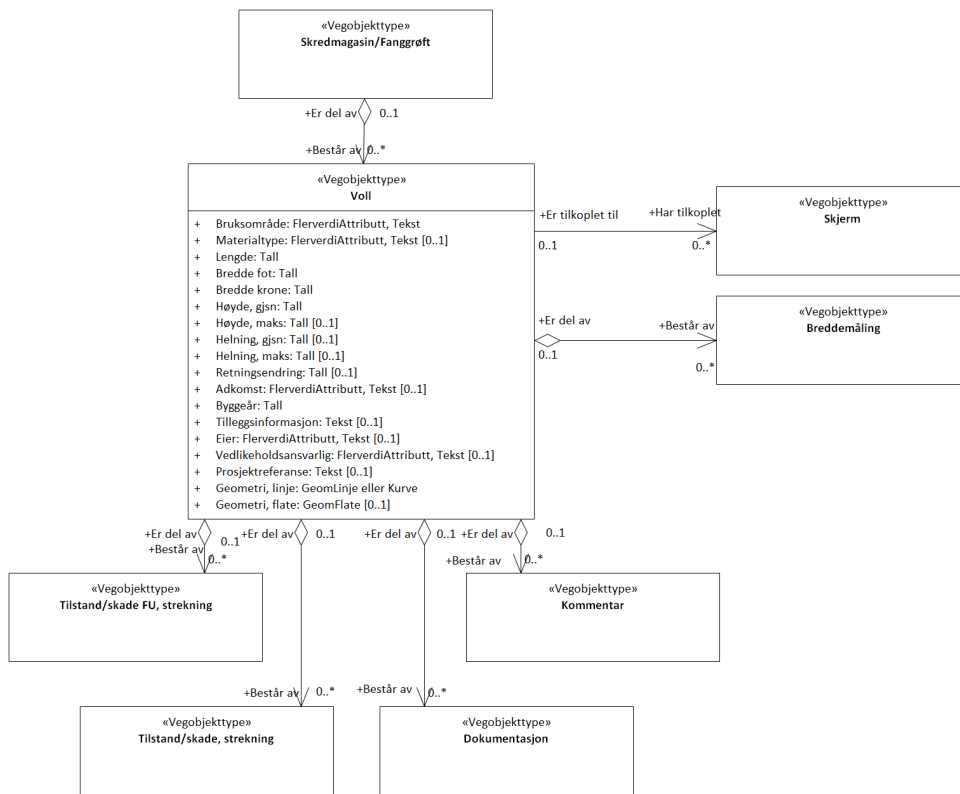 «Vegobjekttype»
Skredmagasin/Fanggrøft
+Er del av 0..1
+Består av 0..*
«Vegobjekttype»
Voll
+ Bruksområde: FlerverdiAttributt, Tekst
+ Materialtype: FlerverdiAttributt, Tekst [0..1]
+ Lengde: Tall
+ Bredde fot: Tall
+ Bredde krone: Tall
+ Høyde, gjsn: Tall
+ Høyde, maks: Tall [0..1]
+ Helning, gjsn: Tall [0..1]
+ Helning, maks: Tall [0..1]
+ Retningsendring: Tall [0..1]
+ Adkomst: FlerverdiAttributt, Tekst [0..1]
+ Byggeår: Tall
+ Tilleggsinformasjon: Tekst [0..1]
+ Eier: FlerverdiAttributt, Tekst [0..1]
+ Vedlikeholdsansvarlig: FlerverdiAttributt, Tekst [0..1]
+ Prosjektreferanse: Tekst [0..1]
+ Geometri, linje: GeomLinje eller Kurve
+ Geometri, flate: GeomFlate [0..1]
+Er tilkoplet til +Har tilkoplet
0..1 0..*
«Vegobjekttype»
Skjerm
+Er del av +Består av
0..1 0..*
«Vegobjekttype»
Breddemåling
+Er del av 0..1 +Er del av 0..1 +Er del av 0..1 +Er del av 0..1
+Består av 0..*
+Består av 0..*
«Vegobjekttype»
Tilstand/skade FU, strekning
«Vegobjekttype»
Kommentar
+Består av 0..* +Består av 0..*
«Vegobjekttype»
Tilstand/skade, strekning
«Vegobjekttype»
Dokumentasjon